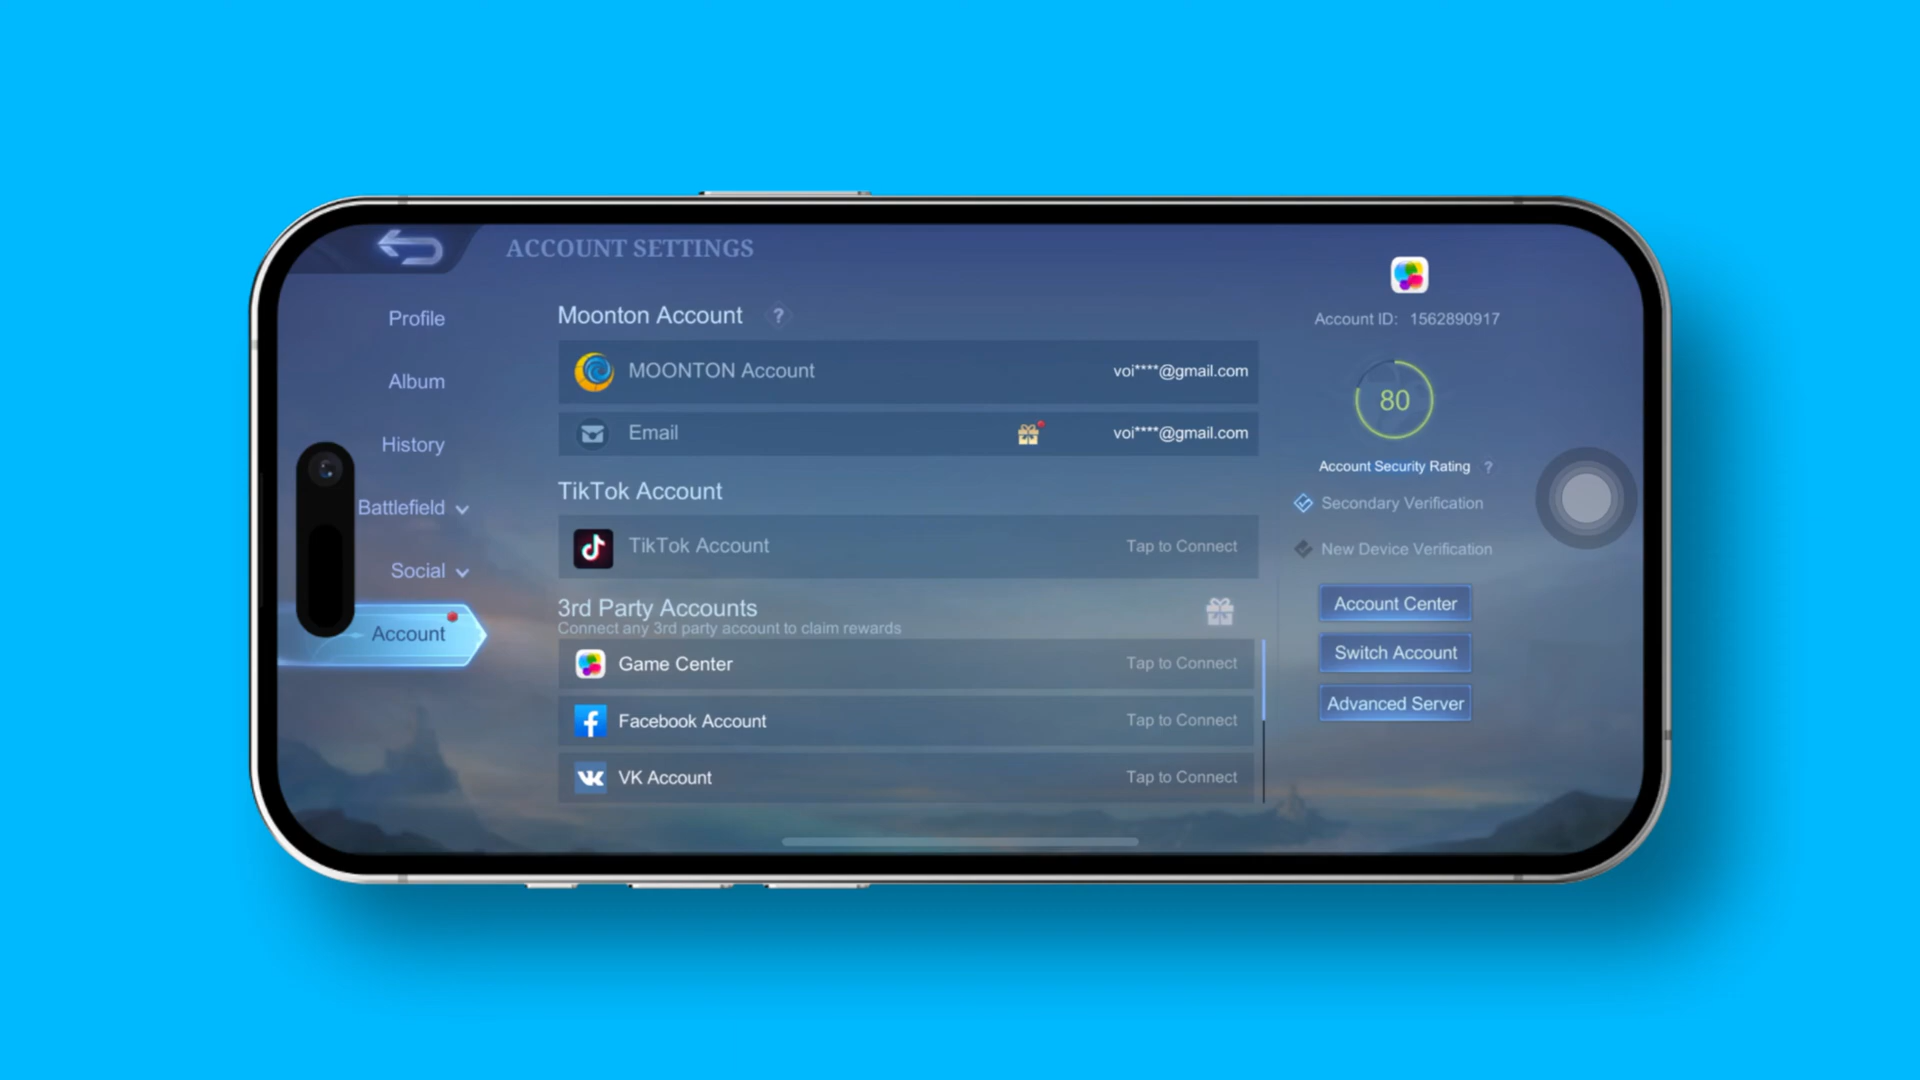 ACCOUNT SETTINGS
Profile
Album
History
Battlefield
Social
Account
Moonton Account ?
MOONTON Account voi****@gmail.com
Email voi****@gmail.com
TikTok Account
TikTok Account Tap to Connect
3rd Party Accounts
Connect any 3rd party account to claim rewards
Game Center Tap to Connect
Facebook Account Tap to Connect
VK Account Tap to Connect
Account ID: 1562890917
80
Account Security Rating ?
Secondary Verification
New Device Verification
Account Center
Switch Account
Advanced Server